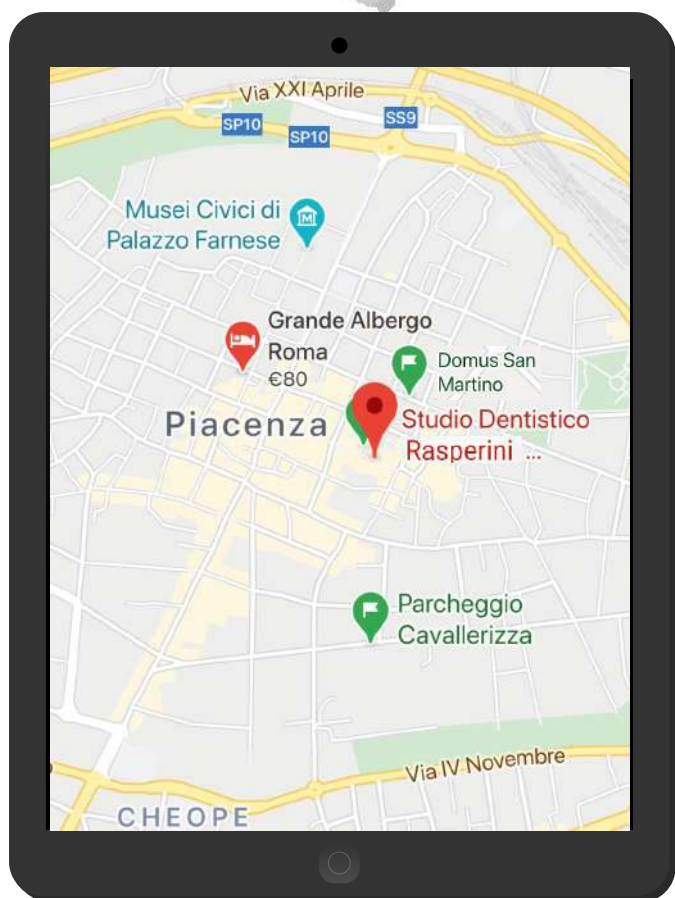 Via XXI Aprile
SP10
SP10
SS9
Musei Civici di
Palazzo Farnese
Grande Albergo
Roma
€80
Domus San
Martino
Piacenza
Studio Dentistico
Rasperini ...
Parcheggio
Cavallerizza
Via IV Novembre
CHEOPE